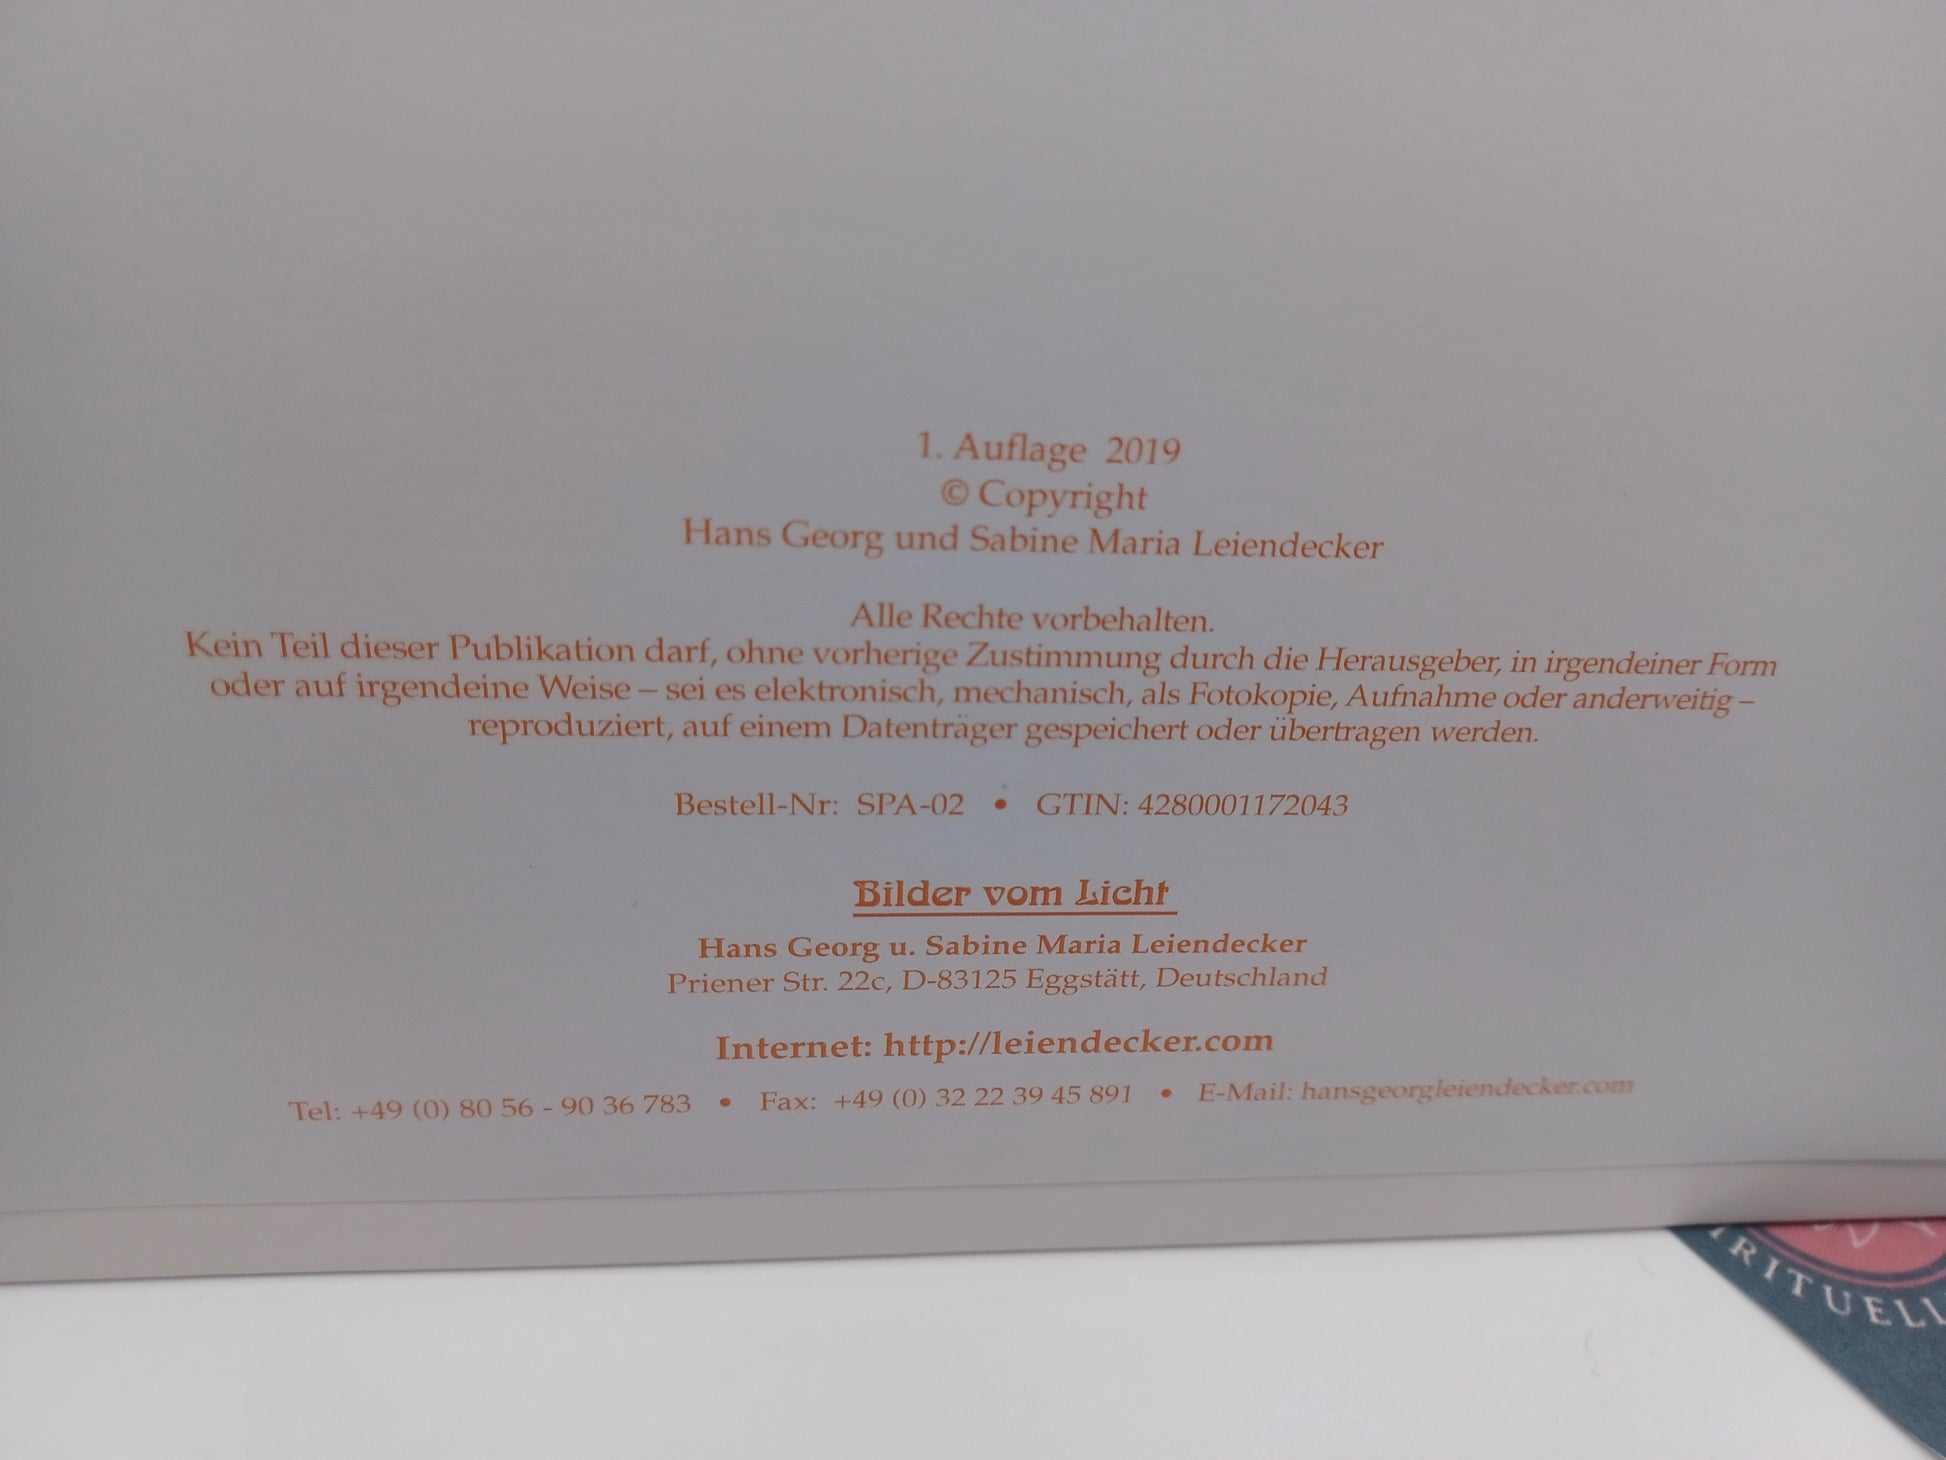 1. Auflage 2019
© Copyright
Hans Georg und Sabine Maria Leiendecker
Alle Rechte vorbehalten.
Kein Teil dieser Publikation darf, ohne vorherige Zustimmung durch die Herausgeber, in irgendeiner Form
oder auf irgendeine Weise – sei es elektronisch, mechanisch, als Fotokopie, Aufnahme oder anderweitig –
reproduziert, auf einem Datenträger gespeichert oder übertragen werden.
Bestell-Nr: SPA-02 • GTIN: 4280001172043
Bilder vom Licht
Hans Georg u. Sabine Maria Leiendecker
Priener Str. 22c, D-83125 Eggstätt, Deutschland
Internet: http://leiendecker.com
Tel: +49 (0) 80 56 - 90 36 783 • Fax: +49 (0) 32 22 39 45 891 • E-Mail: hansgeorgleiendecker.com